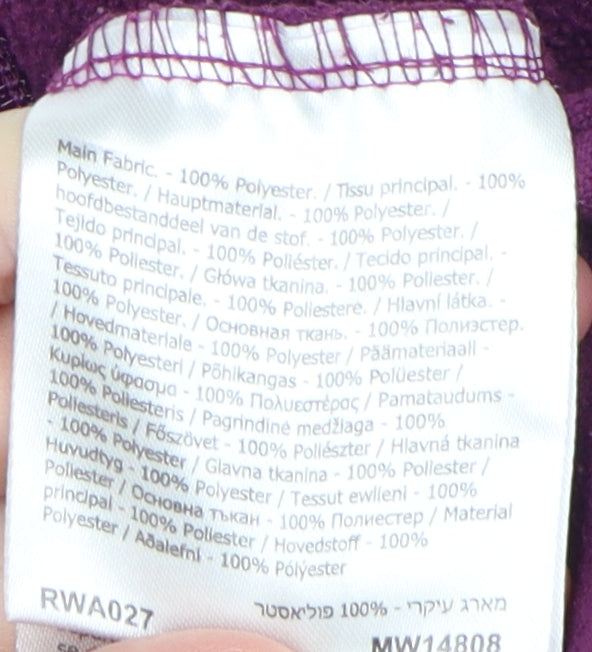 Main Fabric. - 100% Polyester. / Tissu principal. - 100%
Polyester. / Hauptmaterial. - 100% Polyester. /
hoofdbestanddeel van de stof. - 100% Polyester. /
Tejido principal. - 100% Poliéster. / Tecido principal. -
100% Poliester. / Główa tkanina. - 100% Poliester. /
Tessuto principale. - 100% Poliestere. / Hlavní látka. -
100% Polyester. / Основная ткань. - 100% Полиэстер.
/ Hovedmateriale - 100% Polyester / Päämateriaali -
100% Polyesteri / Põhikangas - 100% Polüester /
Κυρίως ύφασμα - 100% Πολυεστέρας / Pamataudums -
100% Poliesteris / Pagrindinė medžiaga - 100%
Poliesteris / Főszövet - 100% Poliészter / Hlavná tkanina
- 100% Polyester / Glavna tkanina - 100% Poliester /
Huvudtyg - 100% Polyester / Tessut ewlieni - 100%
Poliester / Основна тъкан - 100% Полиестер / Material
principal - 100% Poliester / Hovedstoff - 100%
Polyester / Aðalefni - 100% Pólýester
מארג עיקרי - 100% פוליאסטר
RWA027
MW14808